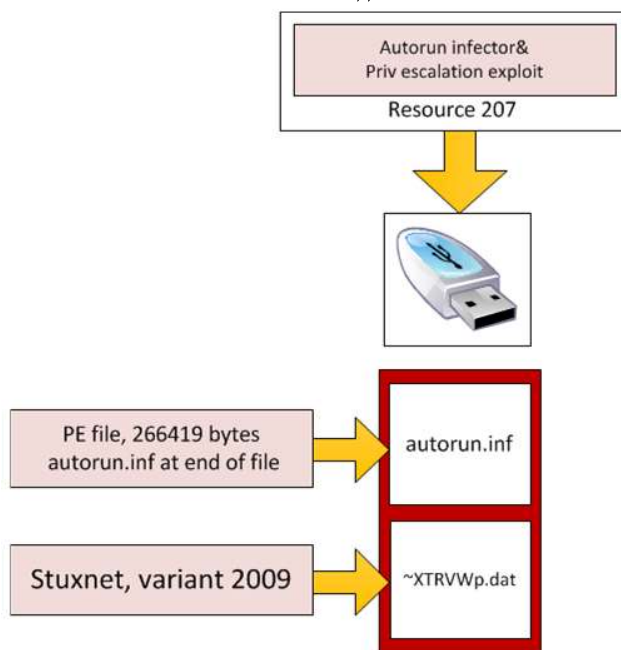 Autorun infector&
Priv escalation exploit
Resource 207
PE file, 266419 bytes
autorun.inf at end of file
autorun.inf
Stuxnet, variant 2009
~XTRVWp.dat